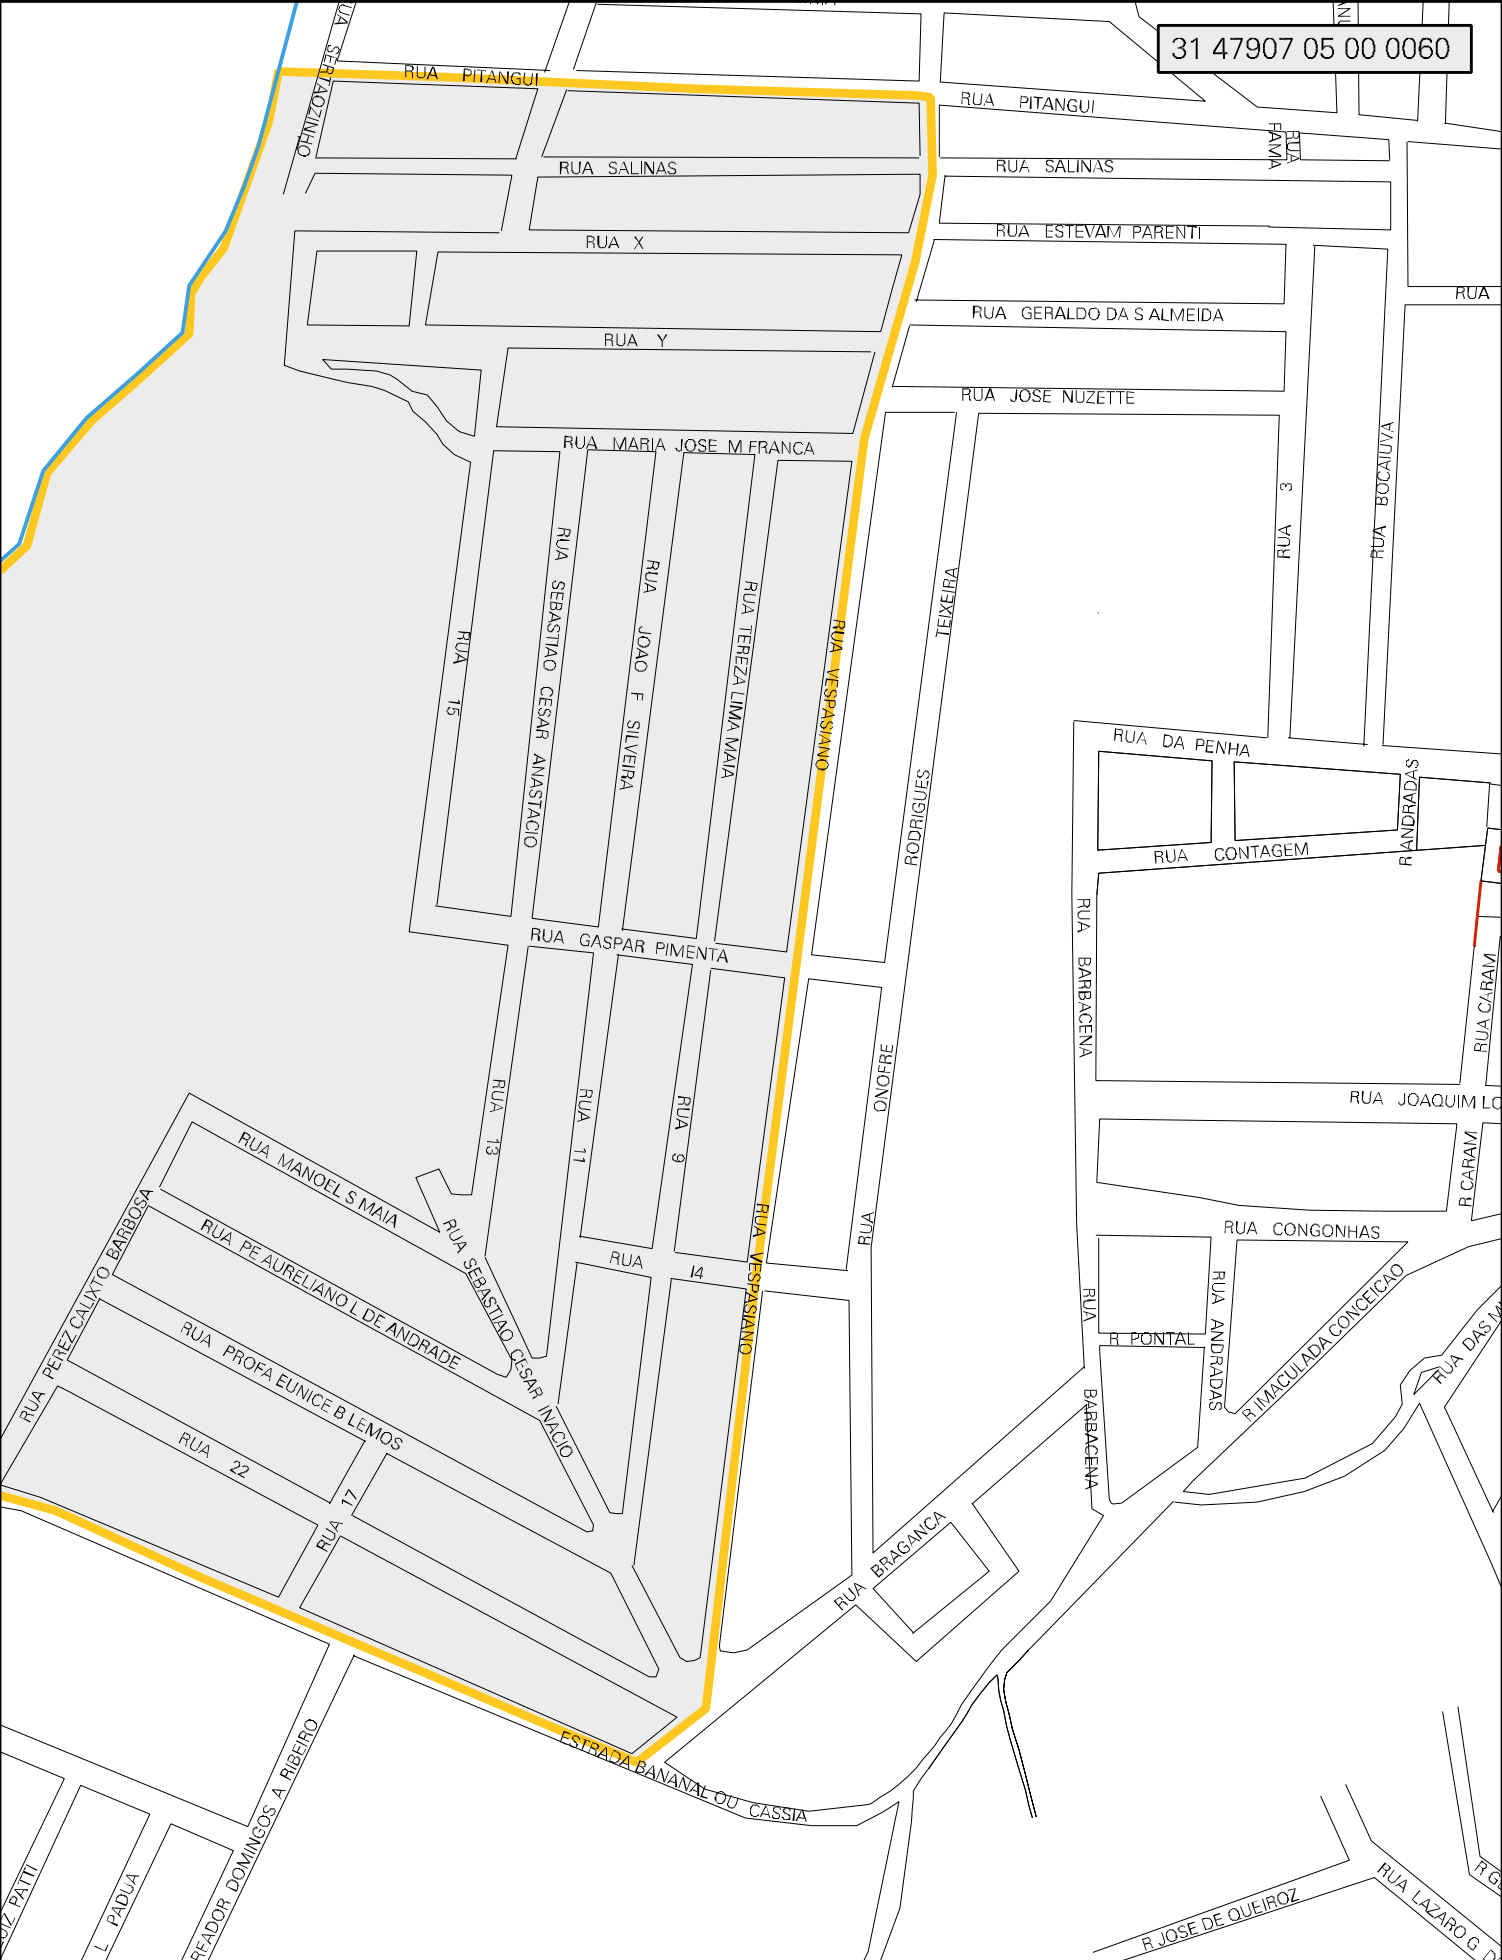 31 47907 05 00 0060
RUA SERTAOZINHO
RUA PITANGUI
RUA PITANGUI
RUA FAMA
RUA SALINAS
RUA SALINAS
RUA X
RUA ESTEVAM PARENTI
RUA
RUA GERALDO DA S ALMEIDA
RUA Y
RUA JOSE NUZETTE
RUA MARIA JOSE M FRANCA
RUA 3
RUA BOCAIUVA
RUA 15
RUA SEBASTIAO CESAR ANASTACIO
RUA JOAO F SILVEIRA
RUA TEREZA LIMA MAIA
RUA VESPASIANO
RUA ONOFRE RODRIGUES TEIXEIRA
RUA DA PENHA
R ANDRADAS
RUA CONTAGEM
RUA BARBACENA
RUA GASPAR PIMENTA
RUA CARAM
RUA 13
RUA 11
RUA 9
RUA JOAQUIM LO
R CARAM
RUA MANOEL S MAIA
RUA PEREZ CALIXTO BARBOSA
RUA PE AURELIANO L DE ANDRADE
RUA SEBASTIAO CESAR INACIO
RUA 14
RUA VESPASIANO
RUA CONGONHAS
RUA ANDRADAS
R PONTAL
R IMACULADA CONCEICAO
RUA DAS M
RUA BARBACENA
RUA PROFA EUNICE B LEMOS
RUA 22
RUA 17
RUA BRAGANCA
ESTRADA BANANAL OU CASSIA
READOR DOMINGOS A RIBEIRO
UIZ PATTI
L PADUA
R JOSE DE QUEIROZ
RUA LAZARO G D
R G